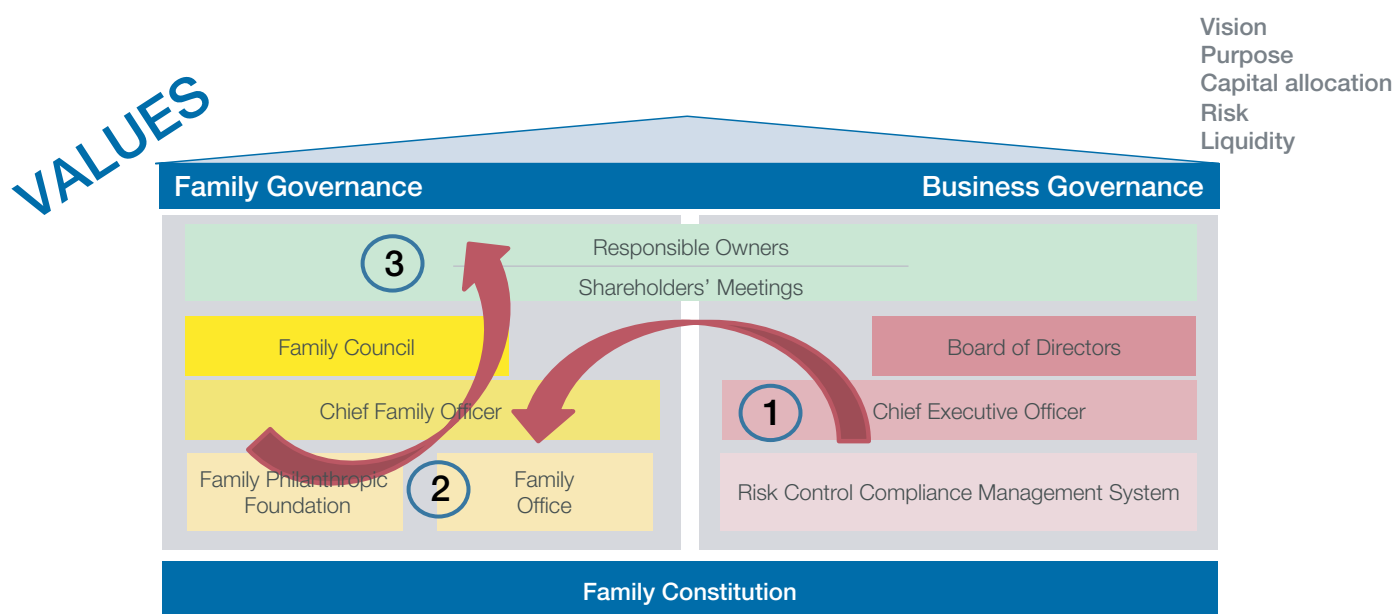 Vision
Purpose
Capital allocation
Risk
Liquidity
VALUES
Family Governance
Business Governance
3
Responsible Owners
Shareholders’ Meetings
Family Council
Board of Directors
Chief Family Officer
1
Chief Executive Officer
Family Philanthropic
Foundation
2
Family
Office
Risk Control Compliance Management System
Family Constitution